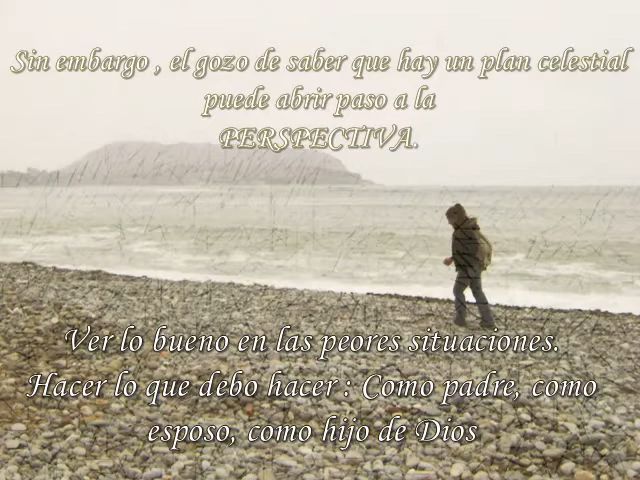 Sin embargo , el gozo de saber que hay un plan celestial
puede abrir paso a la
PERSPECTIVA.
Ver lo bueno en las peores situaciones.
Hacer lo que debo hacer : Como padre, como
esposo, como hijo de Dios